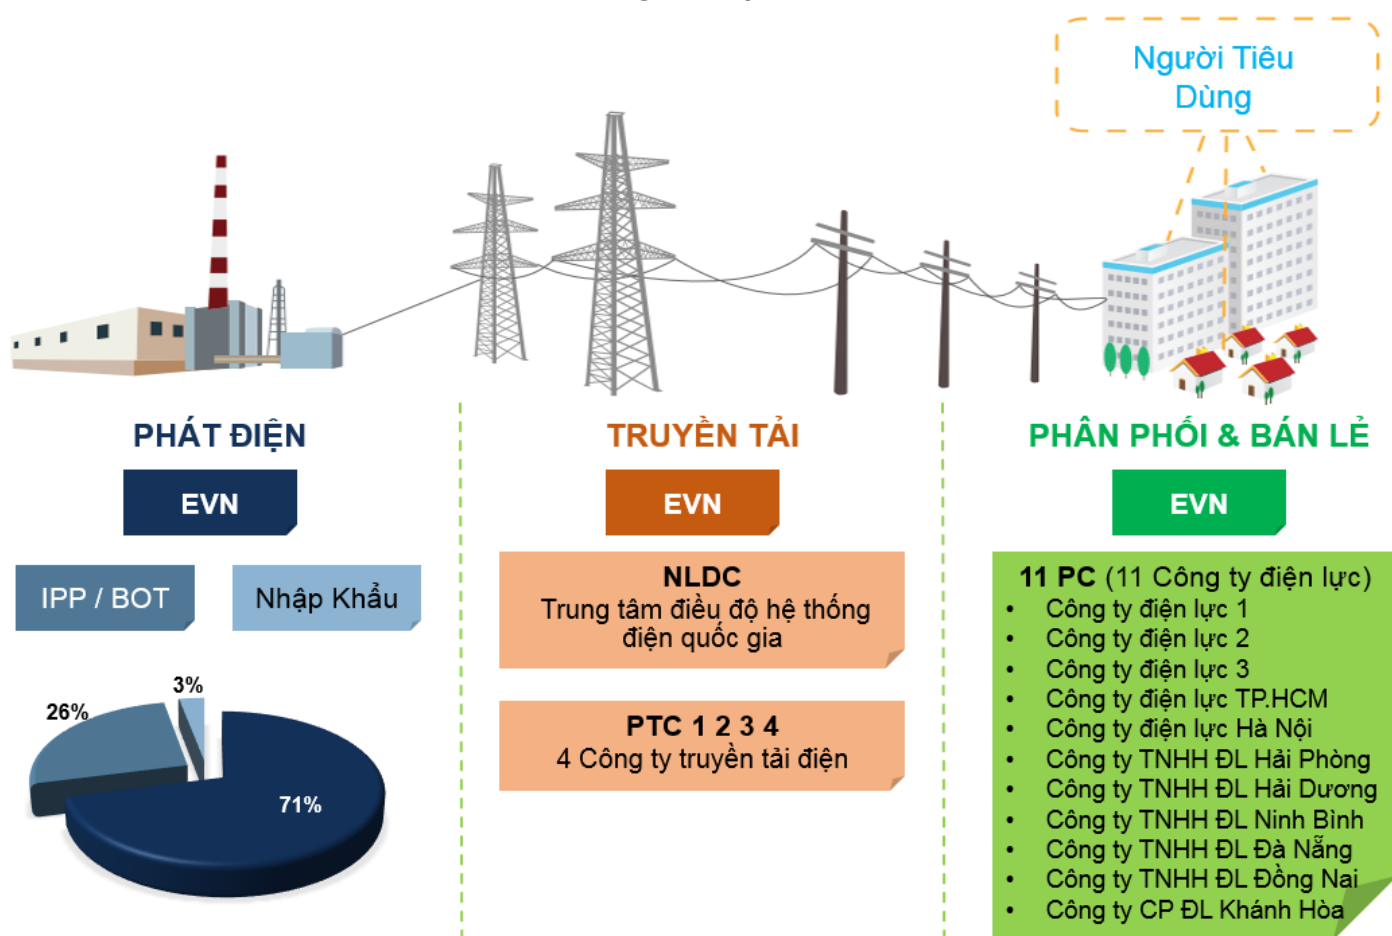 Người Tiêu
Dùng
PHÁT ĐIỆN
EVN
IPP / BOT
Nhập Khẩu
3%
26%
71%
TRUYỀN TẢI
EVN
NLDC
Trung tâm điều độ hệ thống
điện quốc gia
PTC 1 2 3 4
4 Công ty truyền tải điện
PHÂN PHỐI & BÁN LẺ
EVN
11 PC (11 Công ty điện lực)
• Công ty điện lực 1
• Công ty điện lực 2
• Công ty điện lực 3
• Công ty điện lực TP.HCM
• Công ty điện lực Hà Nội
• Công ty TNHH ĐL Hải Phòng
• Công ty TNHH ĐL Hải Dương
• Công ty TNHH ĐL Ninh Bình
• Công ty TNHH ĐL Đà Nẵng
• Công ty TNHH ĐL Đồng Nai
• Công ty CP ĐL Khánh Hòa